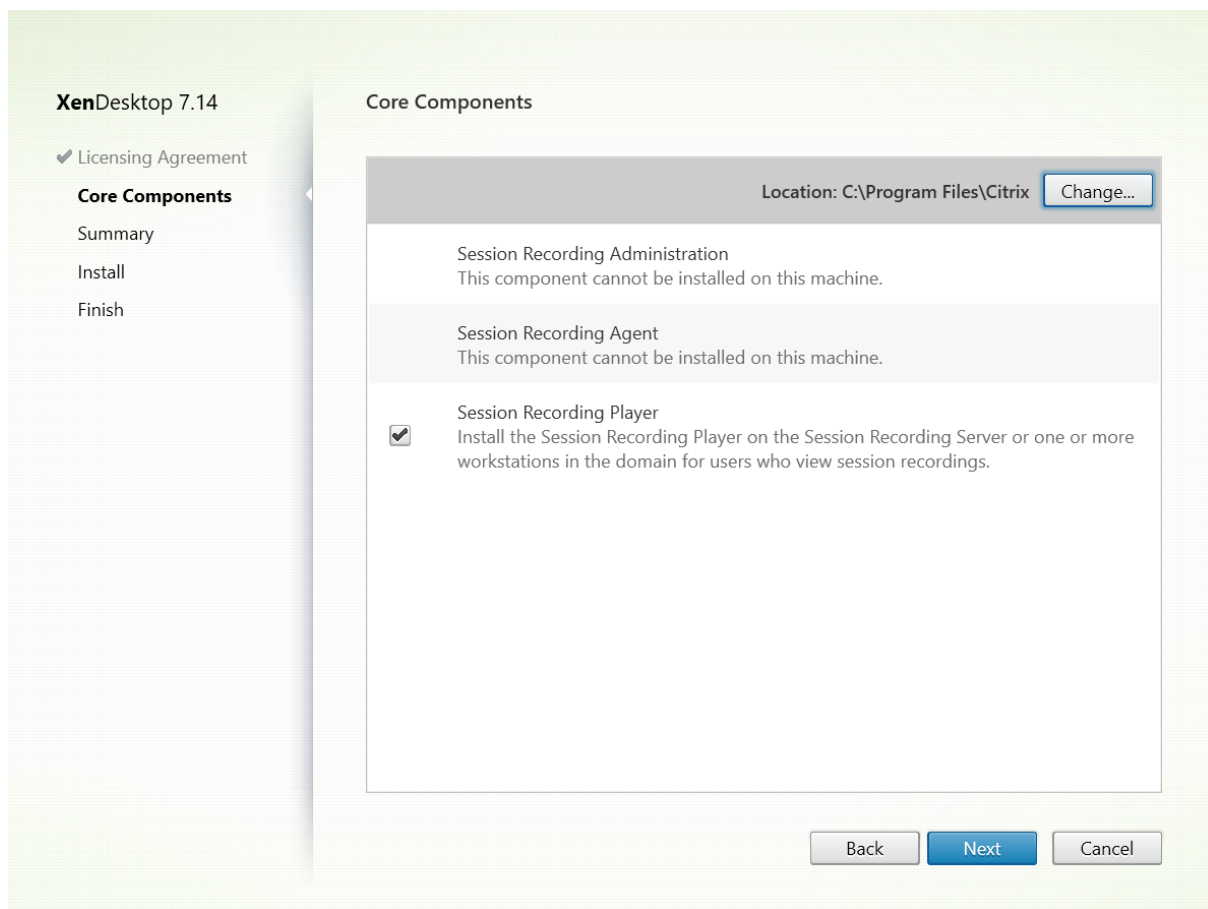 XenDesktop 7.14
Licensing Agreement
Core Components
Summary
Install
Finish
Core Components
Location: C:\Program Files\Citrix
Change...
Session Recording Administration
This component cannot be installed on this machine.
Session Recording Agent
This component cannot be installed on this machine.
Session Recording Player
Install the Session Recording Player on the Session Recording Server or one or more
workstations in the domain for users who view session recordings.
Back
Next
Cancel